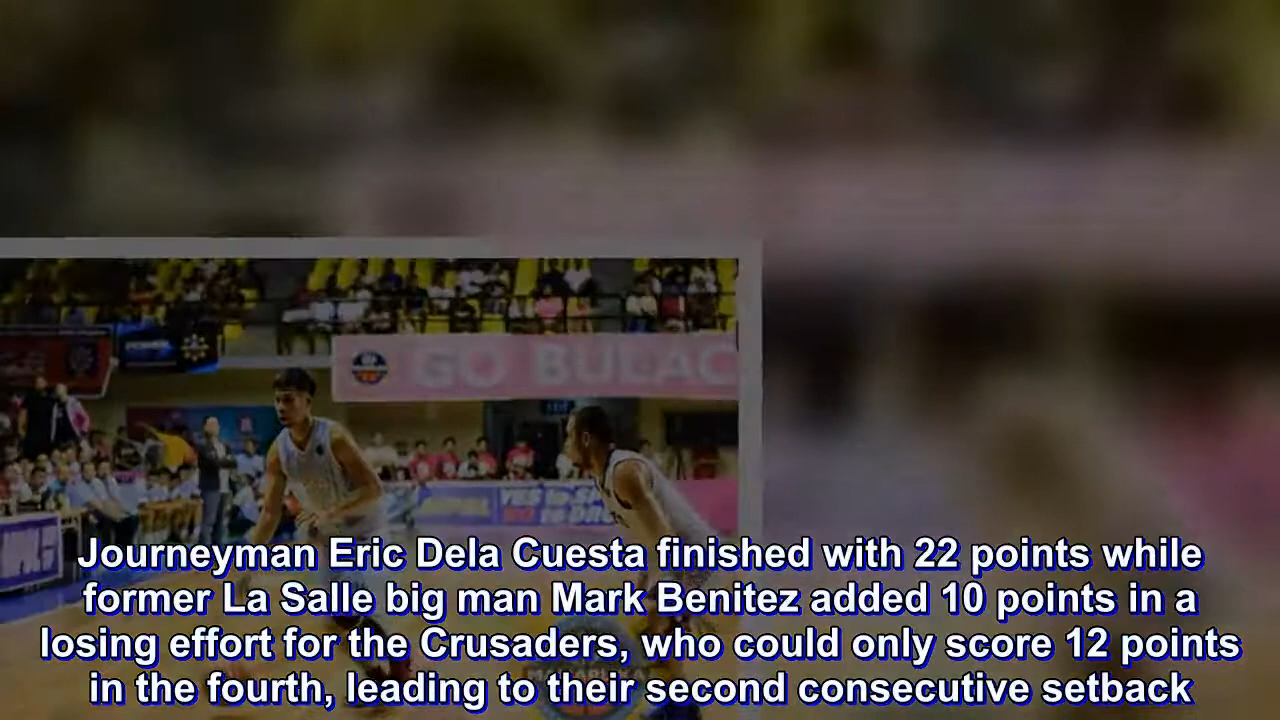 GO BULAC
Journeyman Eric Dela Cuesta finished with 22 points while
former La Salle big man Mark Benitez added 10 points in a
losing effort for the Crusaders, who could only score 12 points
in the fourth, leading to their second consecutive setback